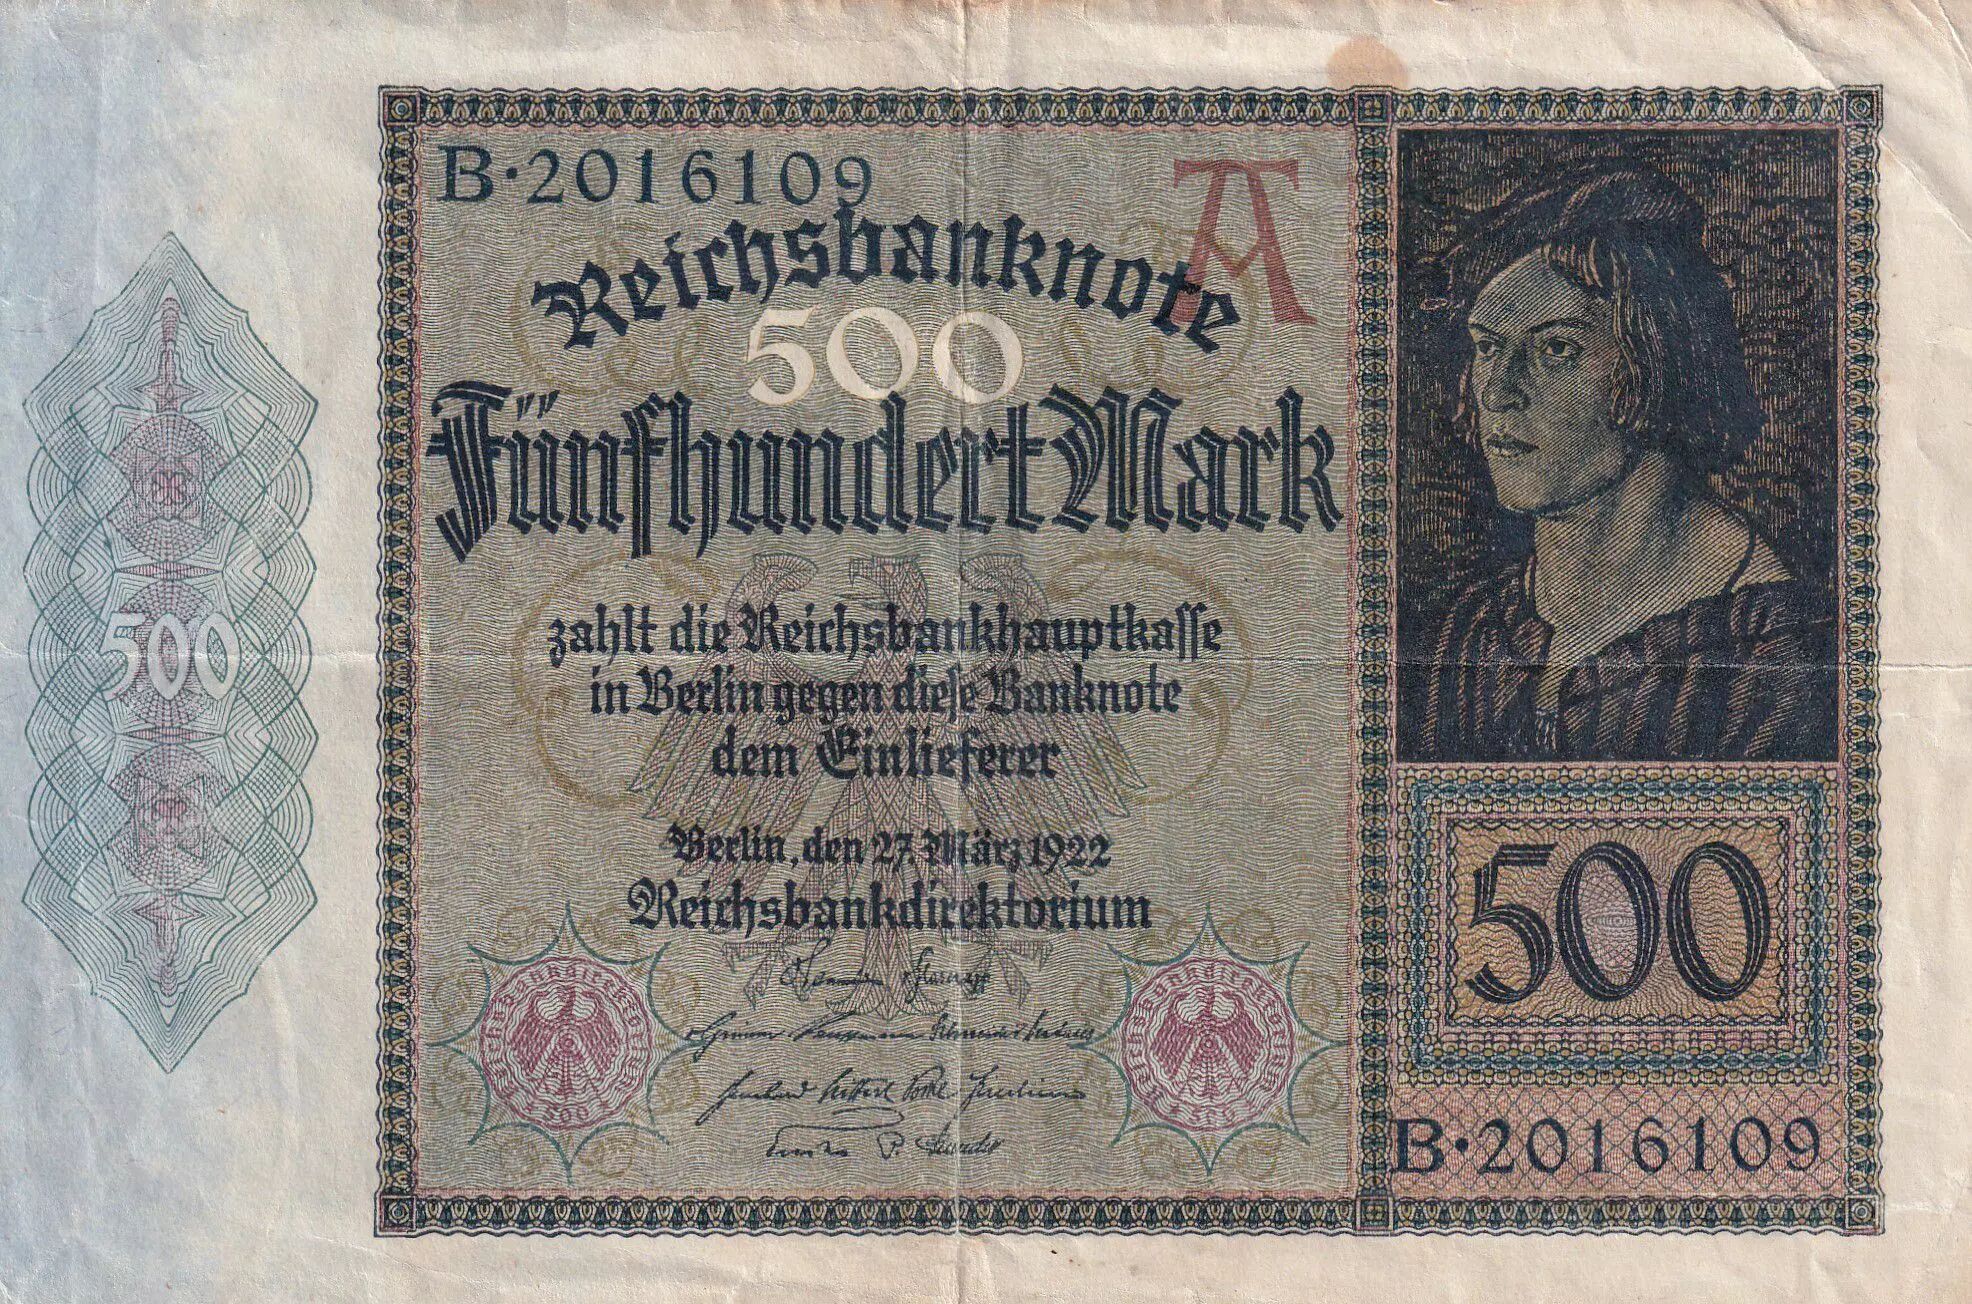 B·2016109
A
Reichsbanknote
500
Fünfhundert Mark
zahlt die Reichsbankhauptkasse
in Berlin gegen diese Banknote
dem Einlieferer
Berlin, den 27. März 1922
Reichsbankdirektorium
500
500
B·2016109